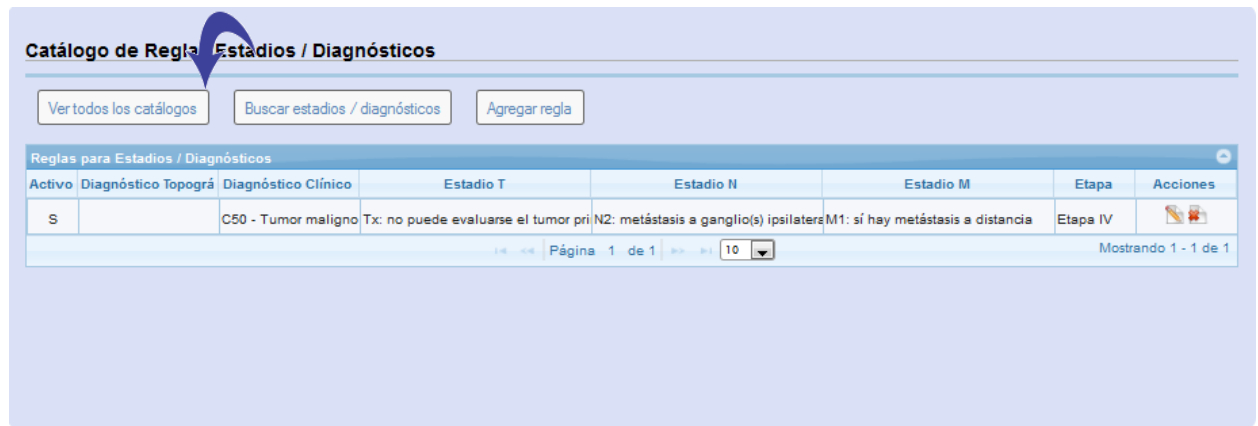 Catálogo de Reglas Estadios / Diagnósticos
Ver todos los catálogos Buscar estadios / diagnósticos Agregar regla
Reglas para Estadios / Diagnósticos
Activo Diagnóstico Topográ Diagnóstico Clínico Estadio T Estadio N Estadio M Etapa Acciones
S C50 - Tumor maligno Tx: no puede evaluarse el tumor pri N2: metástasis a ganglio(s) ipsilatera M1: sí hay metástasis a distancia Etapa IV
Página 1 de 1 10 Mostrando 1 - 1 de 1